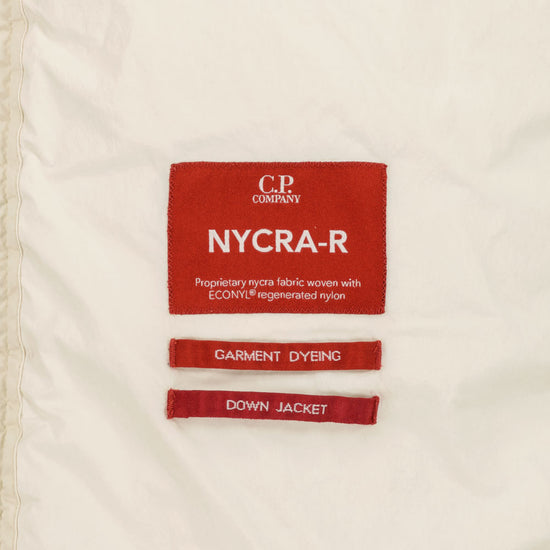 C.P.
COMPANY
NYCRA-R
Proprietary nycra fabric woven with
ECONYL® regenerated nylon
GARMENT DYEING
DOWN JACKET